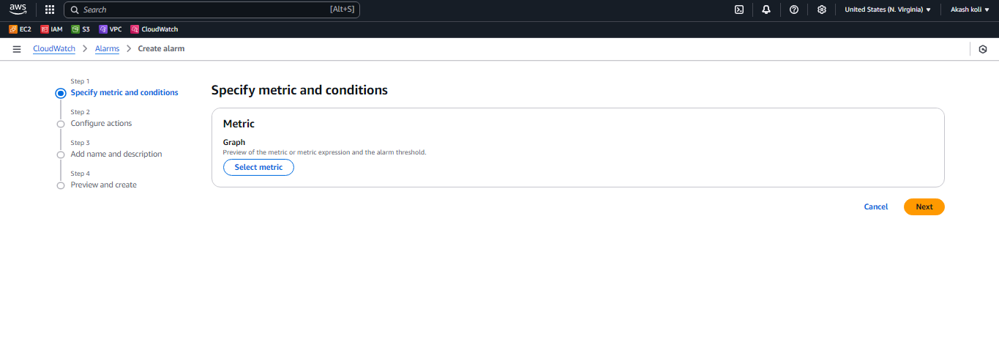 aws
Search [Alt+S]
United States (N. Virginia) ▼
Akash koli ▼
EC2 IAM S3 VPC CloudWatch
CloudWatch > Alarms > Create alarm
Step 1
Specify metric and conditions
Step 2
Configure actions
Step 3
Add name and description
Step 4
Preview and create
Specify metric and conditions
Metric
Graph
Preview of the metric or metric expression and the alarm threshold.
Select metric
Cancel Next